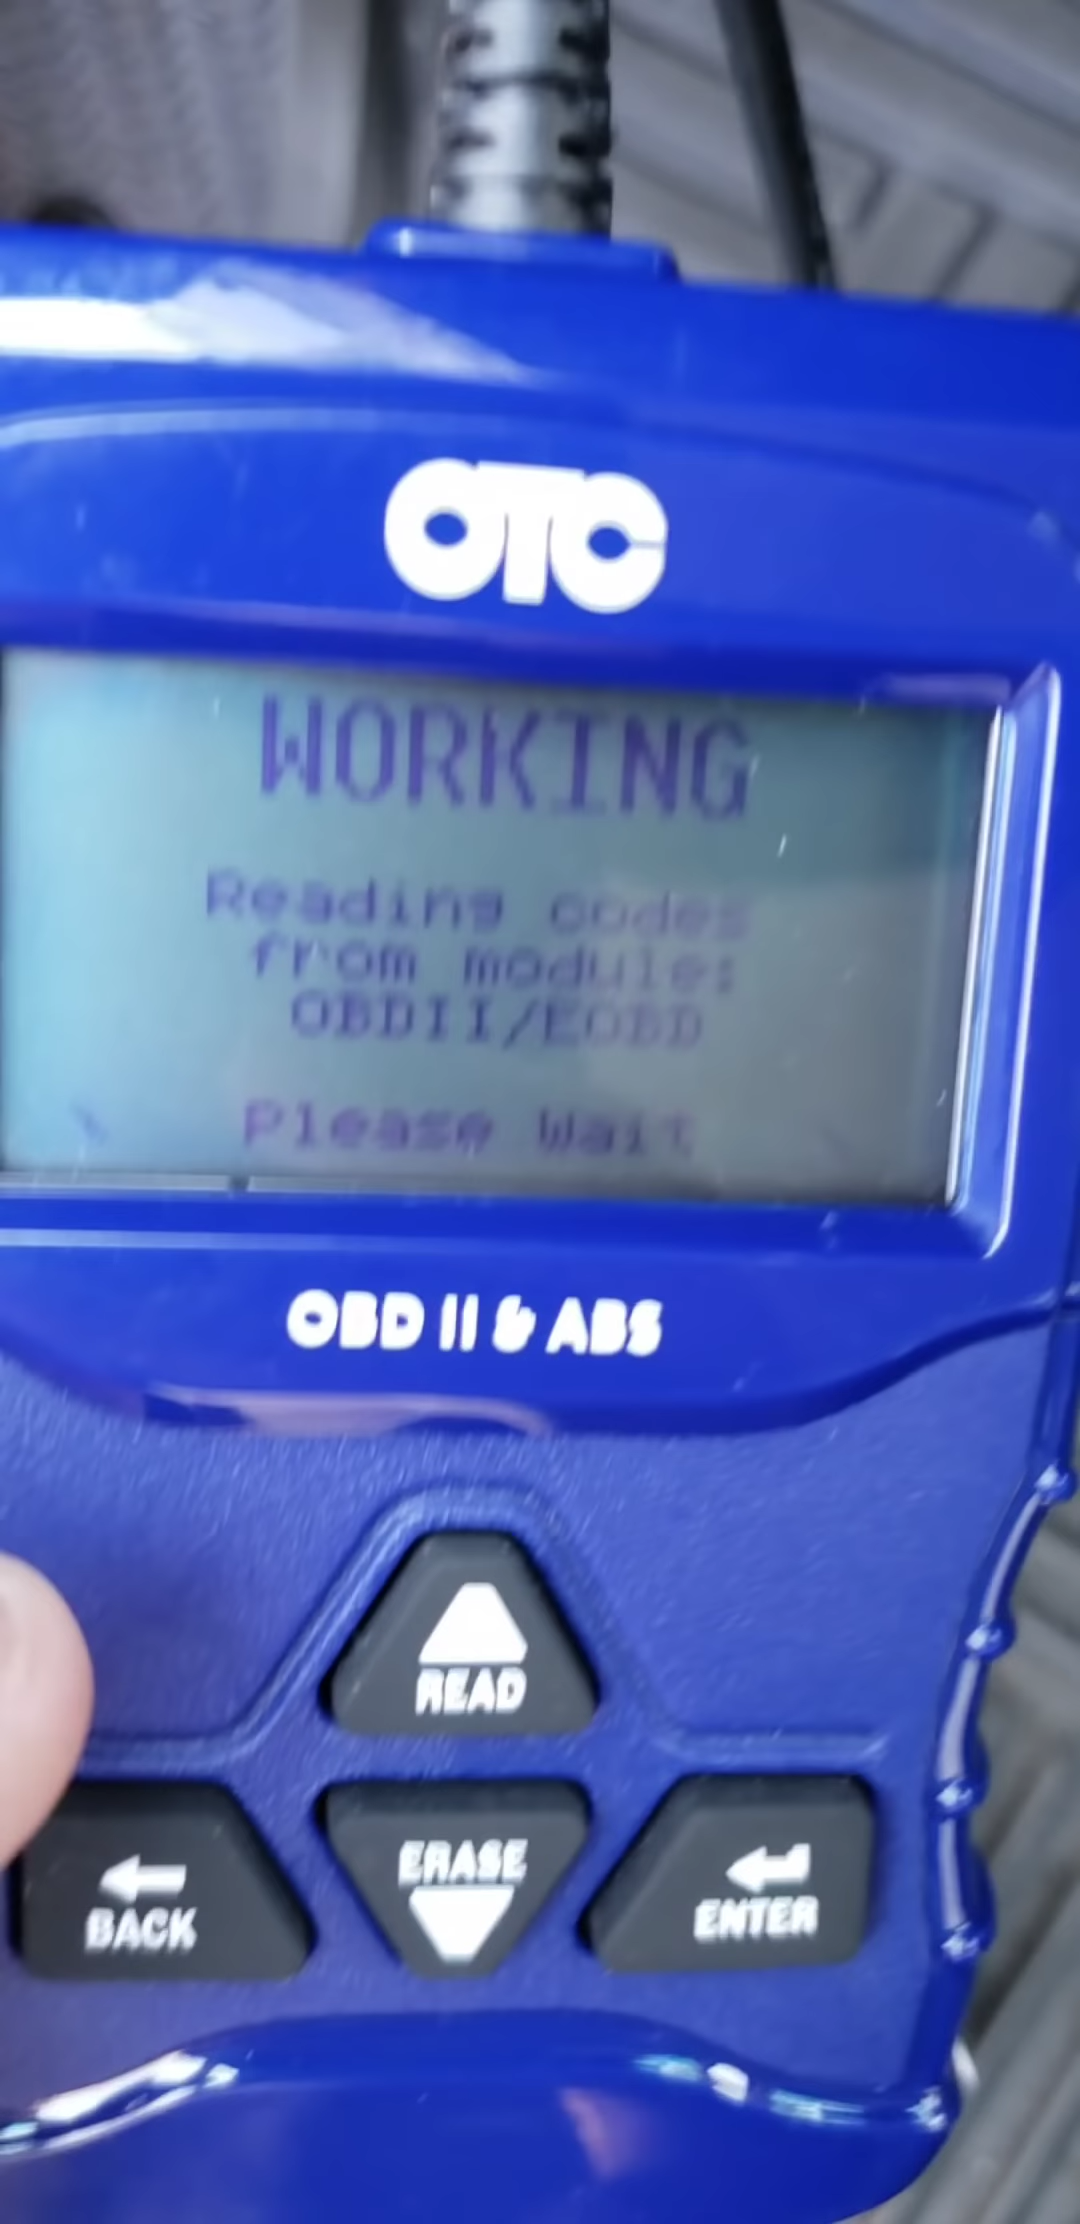 OTC
WORKING
Reading codes
from module:
OBDII/EOBD
Please Wait
OBD II & ABS
READ
BACK
ERASE
ENTER